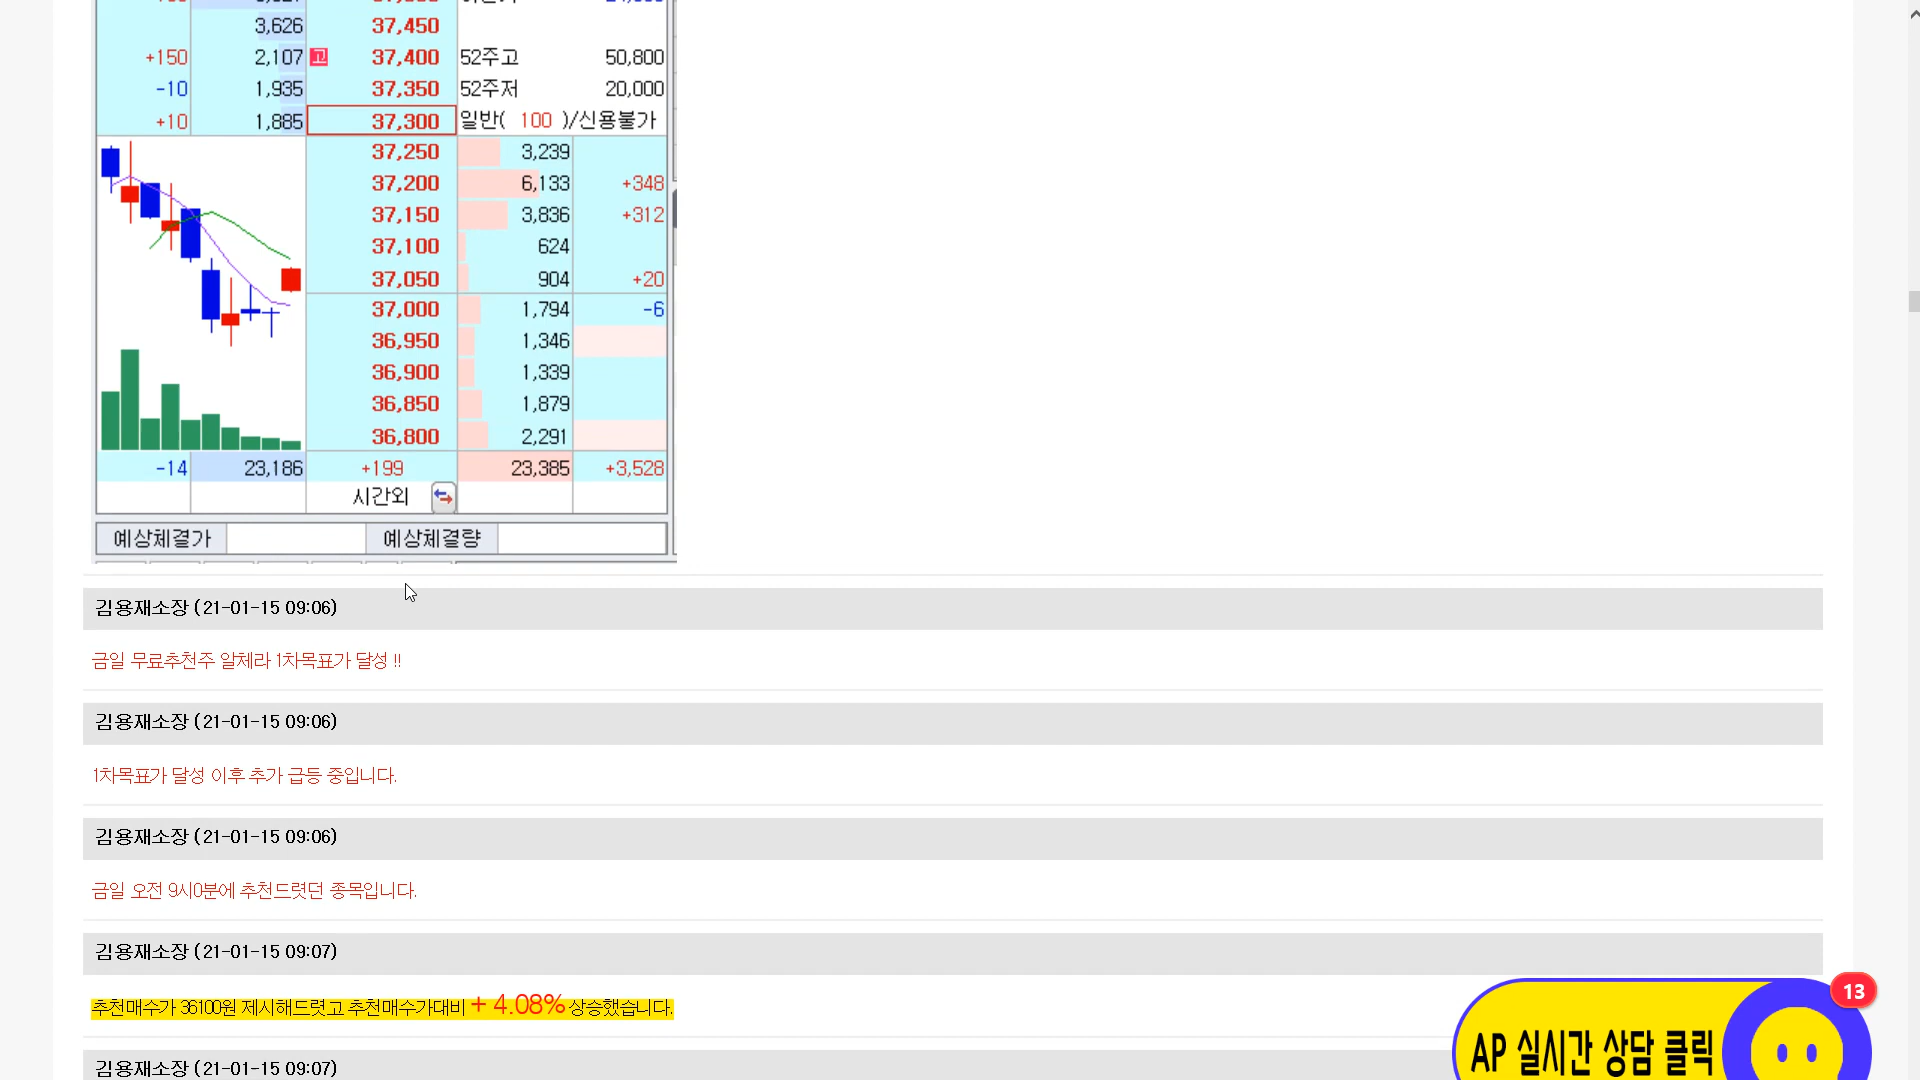 3,626 37,450
+150 2,107 고 37,400 52주고 50,800
-10 1,935 37,350 52주저 20,000
+10 1,885 37,300 일반( 100 )/신용불가
37,250 3,239
37,200 6,133 +348
37,150 3,836 +312
37,100 624
37,050 904 +20
37,000 1,794 -6
36,950 1,346
36,900 1,339
36,850 1,879
36,800 2,291
-14 23,186 +199 23,385 +3,528
시간외
예상체결가 예상체결량
김용재소장 (21-01-15 09:06)
금일 무료추천주 알체라 1차목표가 달성 !!
김용재소장 (21-01-15 09:06)
1차목표가 달성 이후 추가 급등 중입니다.
김용재소장 (21-01-15 09:06)
금일 오전 9시0분에 추천드렷던 종목입니다.
김용재소장 (21-01-15 09:07)
추천매수가 36100원 제시해드렷고 추천매수가대비 + 4.08% 상승했습니다.
김용재소장 (21-01-15 09:07)
13
AP 실시간 상담 클릭